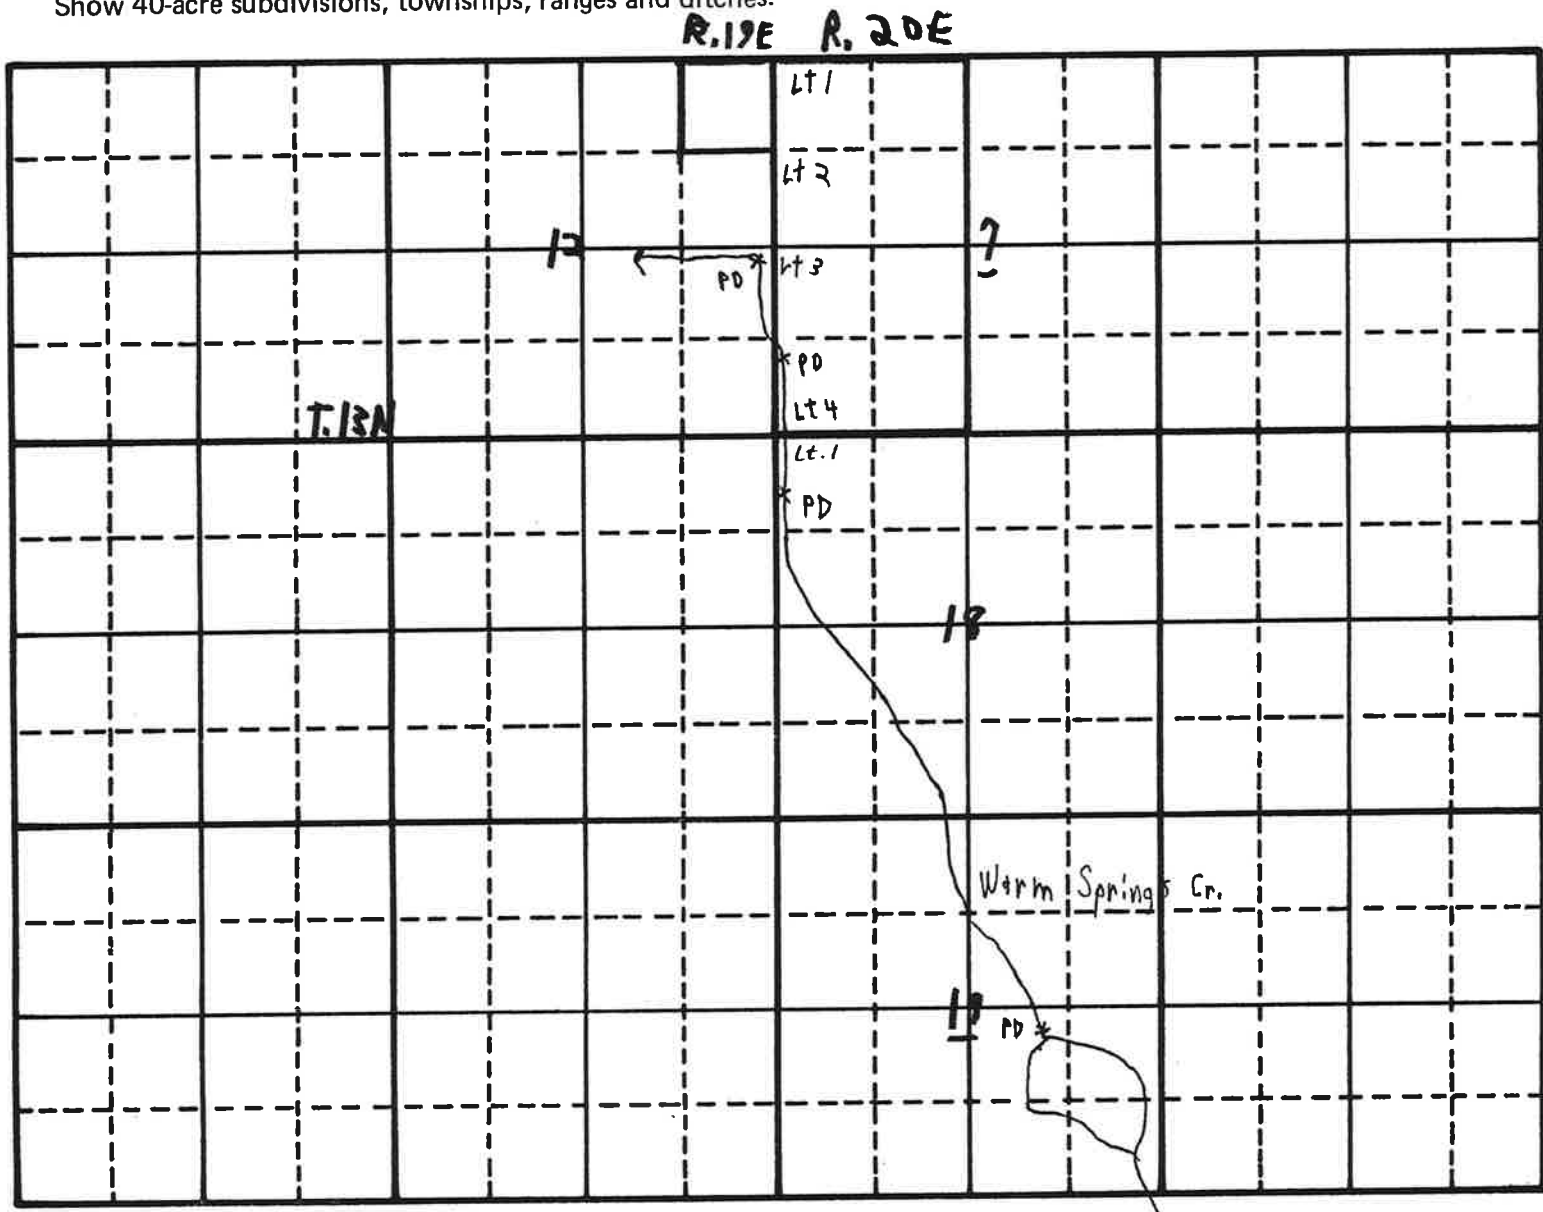 Show 40-acre subdivisions, townships, ranges and ditches.
R.19E R. 20E
Lt 1
Lt 2
12
7
PD
Lt 3
PD
T.13N
Lt 4
Lt.1
PD
18
Warm Springs Cr.
19
PD